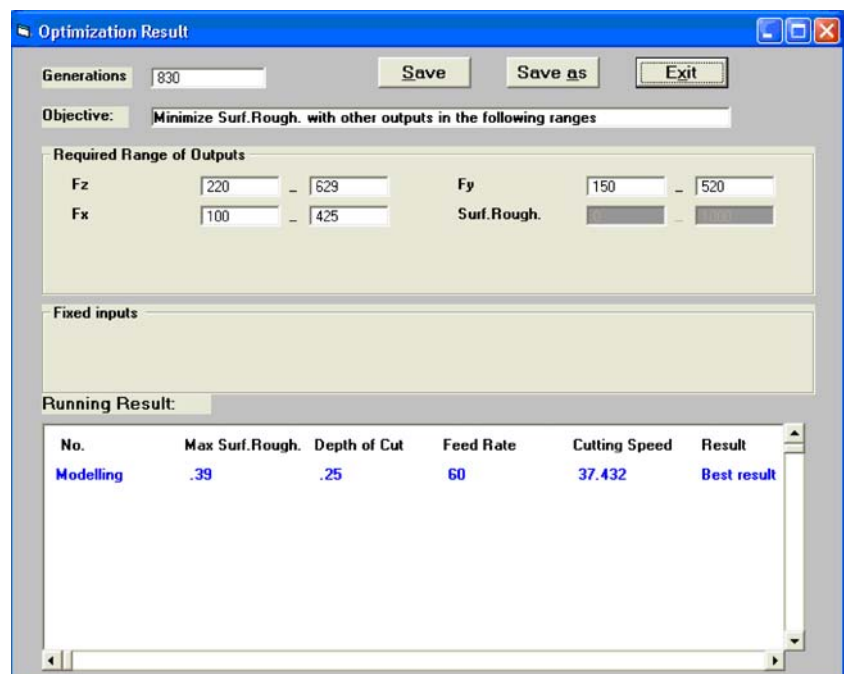 Optimization Result
Generations 830 Save Save as Exit
Objective: Minimize Surf.Rough. with other outputs in the following ranges
Required Range of Outputs
Fz 220 - 629 Fy 150 - 520
Fx 100 - 425 Surf.Rough. 0 - 1000
Fixed inputs
Running Result:
No. Max Surf.Rough. Depth of Cut Feed Rate Cutting Speed Result
Modelling .39 .25 60 37.432 Best result